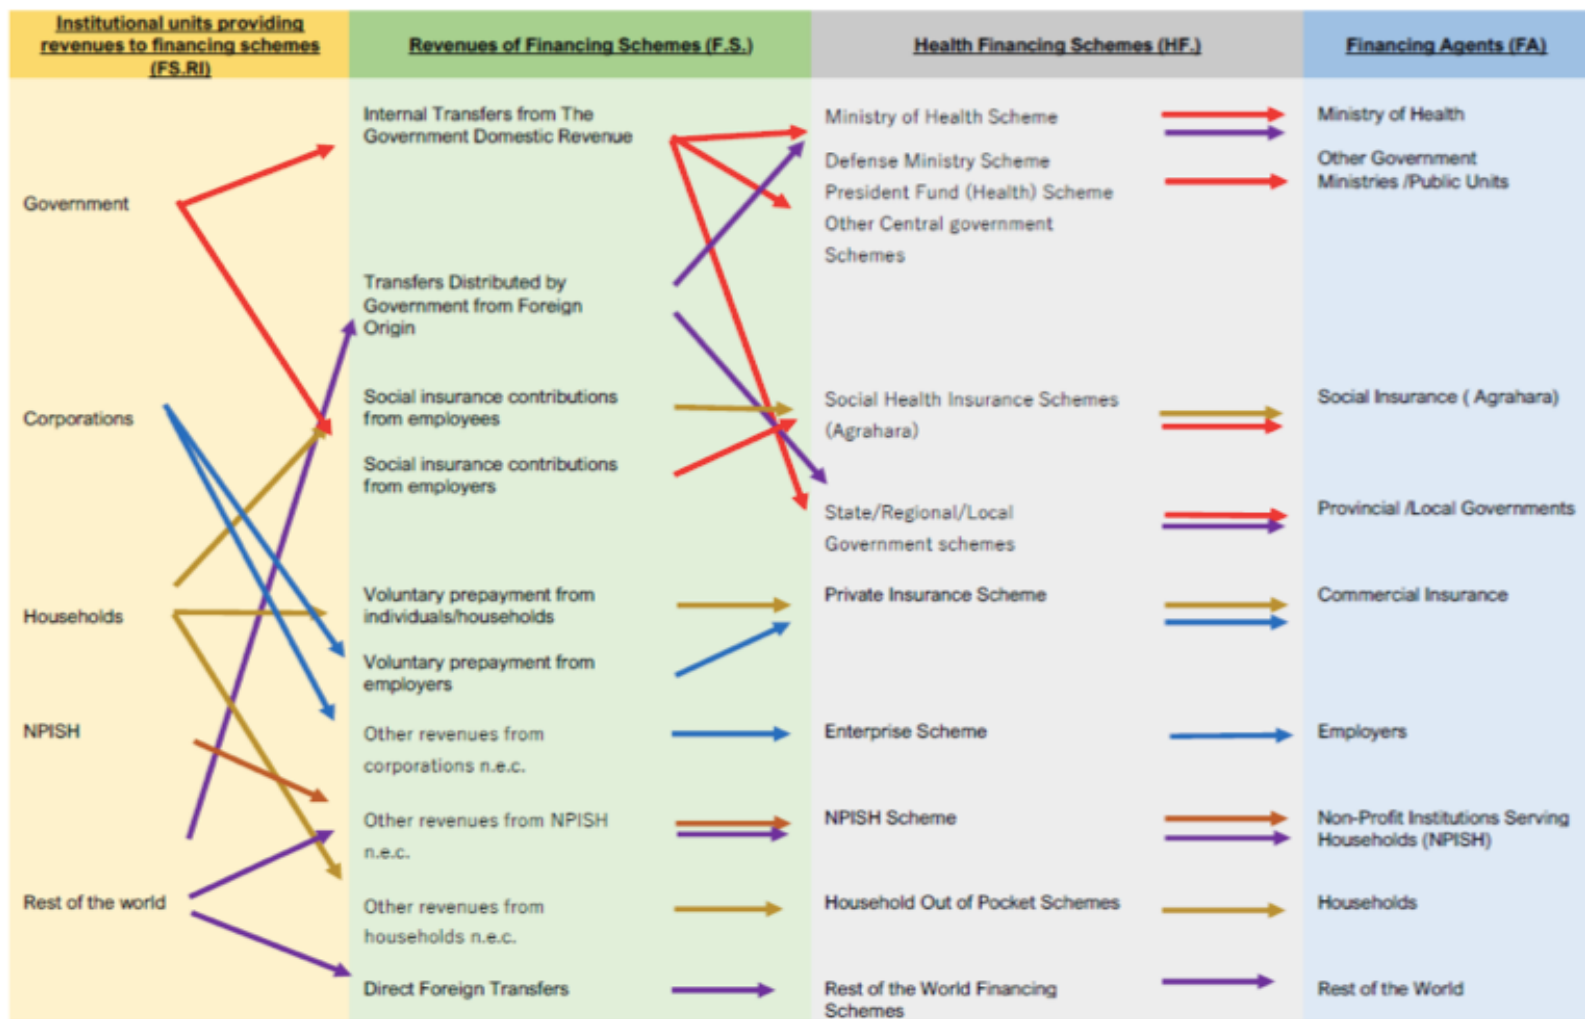 Institutional units providing
revenues to financing schemes
(FS.RI)
Revenues of Financing Schemes (F.S.)
Health Financing Schemes (HF.)
Financing Agents (FA)
Government
Corporations
Households
NPISH
Rest of the world
Internal Transfers from The
Government Domestic Revenue
Transfers Distributed by
Government from Foreign
Origin
Social insurance contributions
from employees
Social insurance contributions
from employers
Voluntary prepayment from
individuals/households
Voluntary prepayment from
employers
Other revenues from
corporations n.e.c.
Other revenues from NPISH
n.e.c.
Other revenues from
households n.e.c.
Direct Foreign Transfers
Ministry of Health Scheme
Defense Ministry Scheme
President Fund (Health) Scheme
Other Central government
Schemes
Social Health Insurance Schemes
(Agrahara)
State/Regional/Local
Government schemes
Private Insurance Scheme
Enterprise Scheme
NPISH Scheme
Household Out of Pocket Schemes
Rest of the World Financing
Schemes
Ministry of Health
Other Government
Ministries /Public Units
Social Insurance ( Agrahara)
Provincial /Local Governments
Commercial Insurance
Employers
Non-Profit Institutions Serving
Households (NPISH)
Households
Rest of the World